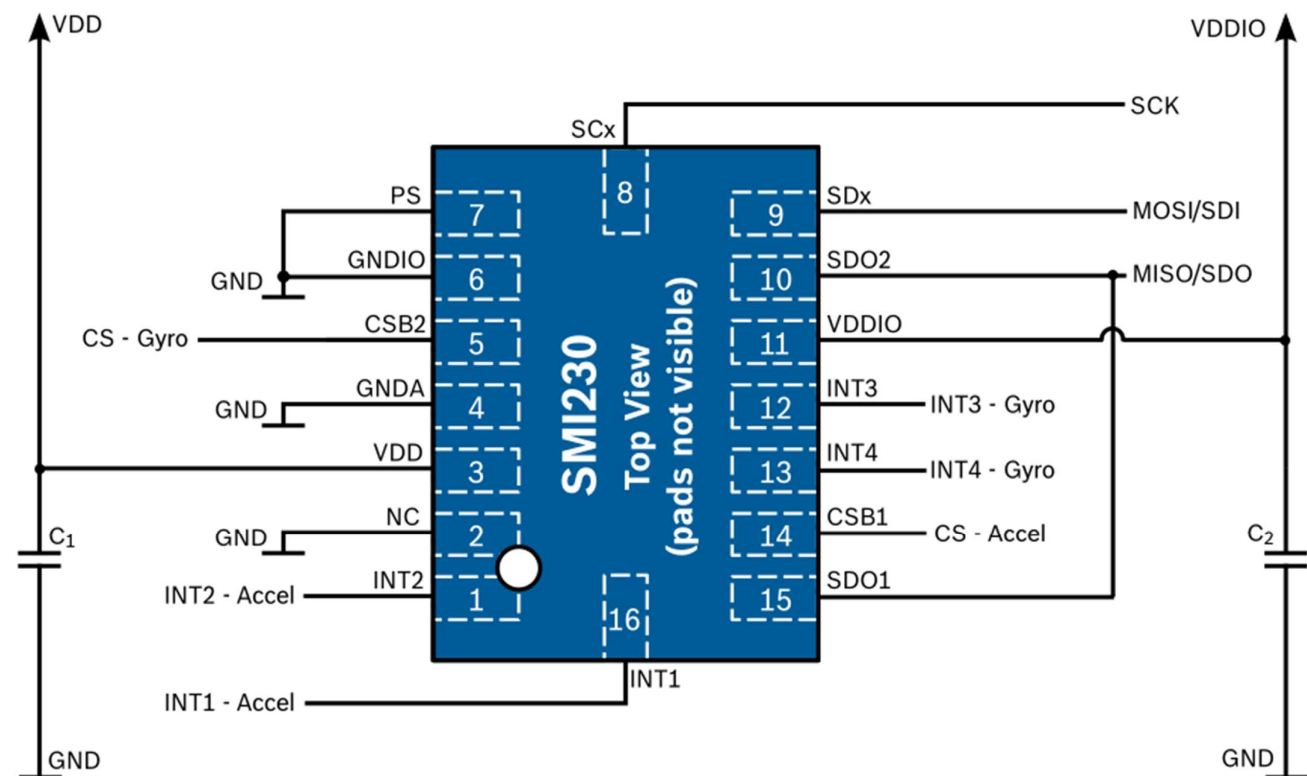 VDD
VDDIO
SCK
SCx
PS
7
8
9
SDx
MOSI/SDI
GND
GNDIO
6
10
SDO2
MISO/SDO
CS - Gyro
CSB2
5
11
VDDIO
GND
GNDA
4
12
INT3
INT3 - Gyro
VDD
3
13
INT4
INT4 - Gyro
GND
NC
2
14
CSB1
CS - Accel
INT2 - Accel
INT2
1
16
15
SDO1
SMI230
Top View
(pads not visible)
C1
C2
INT1
INT1 - Accel
GND
GND